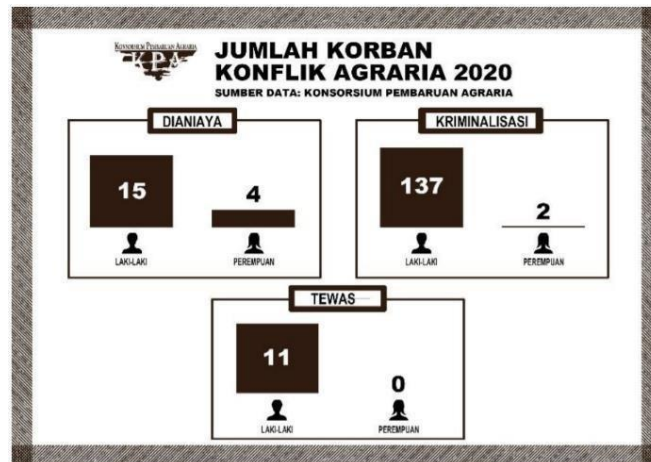 KONSORSIUM PEMBARUAN AGRARIA
KPA
JUMLAH KORBAN
KONFLIK AGRARIA 2020
SUMBER DATA: KONSORSIUM PEMBARUAN AGRARIA
DIANIAYA
15
4
LAKI-LAKI
PEREMPUAN
KRIMINALISASI
137
2
LAKI-LAKI
PEREMPUAN
TEWAS
11
0
LAKI-LAKI
PEREMPUAN